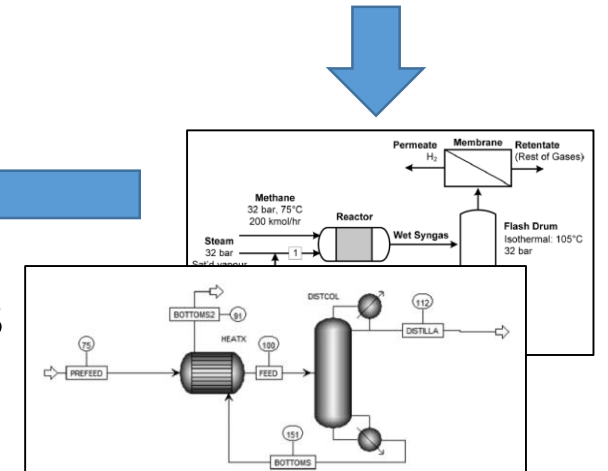 Permeate
H₂
Membrane
Retentate
(Rest of Gases)
Methane
32 bar, 75°C
200 kmol/hr
Reactor
Wet Syngas
Flash Drum
Isothermal: 105°C
32 bar
Steam
32 bar
Sat'd vapour
1
BOTTOMS2
91
DISTCOL
112
DISTILLA
75
HEATX
100
PREFEED
FEED
151
BOTTOMS